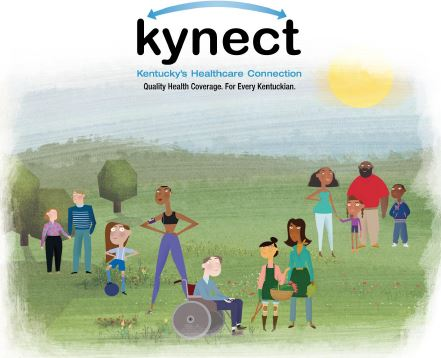 kynect
Kentucky's Healthcare Connection
Quality Health Coverage. For Every Kentuckian.